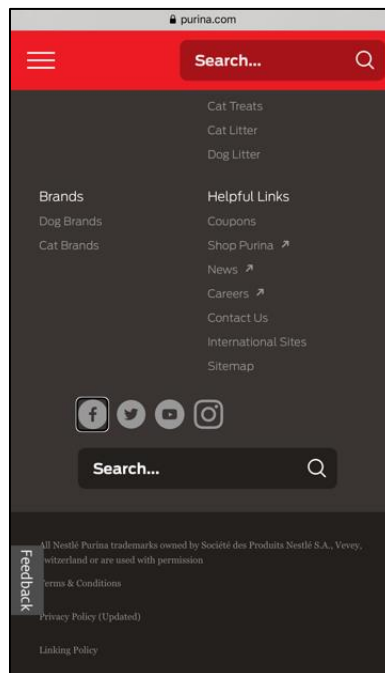 purina.com
Search...
Cat Treats
Cat Litter
Dog Litter
Brands
Dog Brands
Cat Brands
Helpful Links
Coupons
Shop Purina ↗
News ↗
Careers ↗
Contact Us
International Sites
Sitemap
Search...
Feedback
All Nestlé Purina trademarks owned by Société des Produits Nestlé S.A., Vevey,
witzerland or are used with permission
erms & Conditions
Privacy Policy (Updated)
Linking Policy